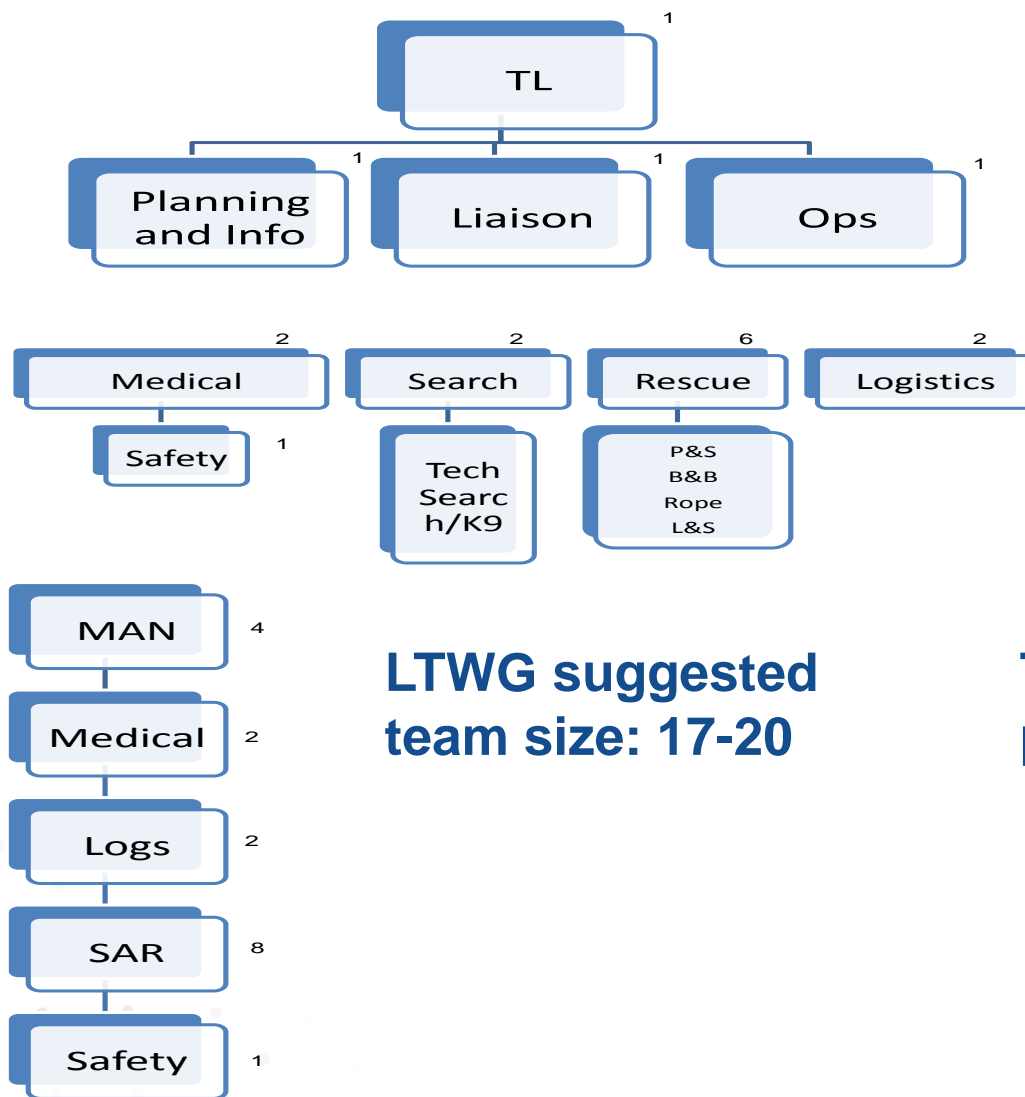 1
TL
1
1
1
Planning
and Info
Liaison
Ops
2
2
6
2
Medical
Search
Rescue
Logistics
Safety
1
Tech
Searc
h/K9
P&S
B&B
Rope
L&S
MAN
4
Medical
2
Logs
2
SAR
8
Safety
1
LTWG suggested
team size: 17-20